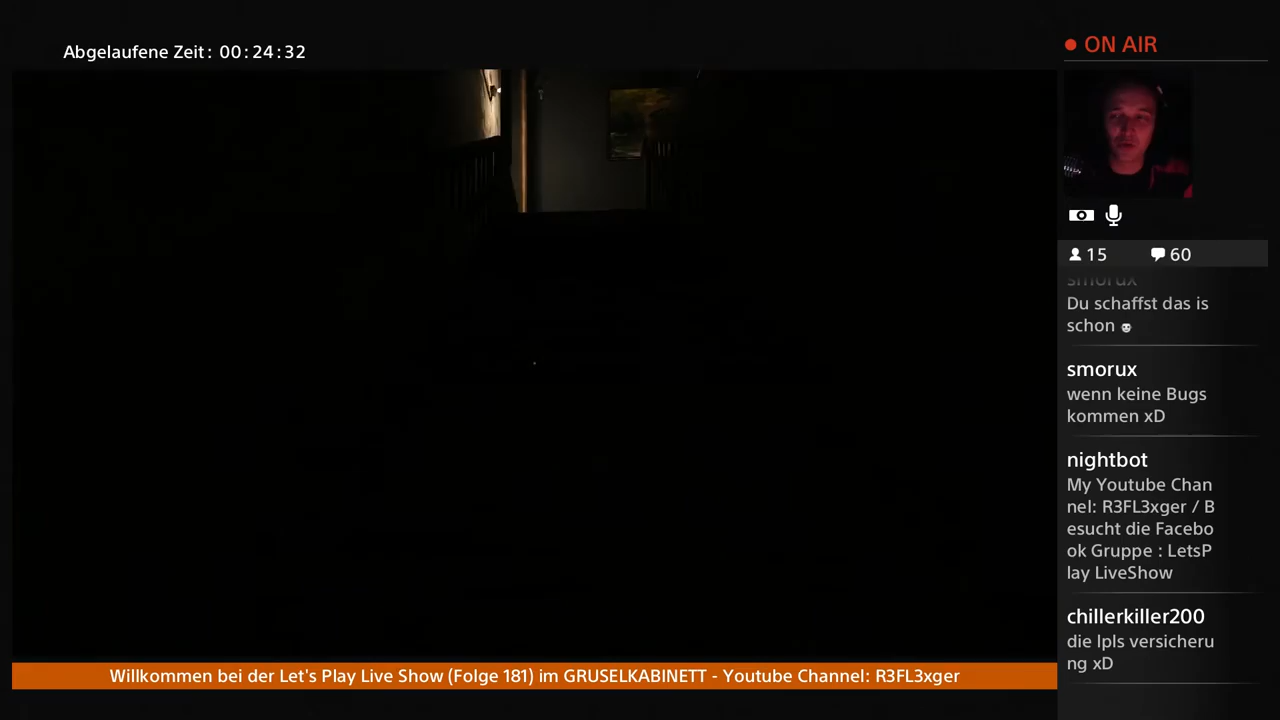 Abgelaufene Zeit: 00:24:32
ON AIR
15 60
smorux
Du schaffst das is
schon
smorux
wenn keine Bugs
kommen xD
nightbot
My Youtube Chan
nel: R3FL3xger / B
esucht die Facebo
ok Gruppe : LetsP
lay LiveShow
chillerkiller200
die lpls versicheru
ng xD
Willkommen bei der Let's Play Live Show (Folge 181) im GRUSELKABINETT - Youtube Channel: R3FL3xger